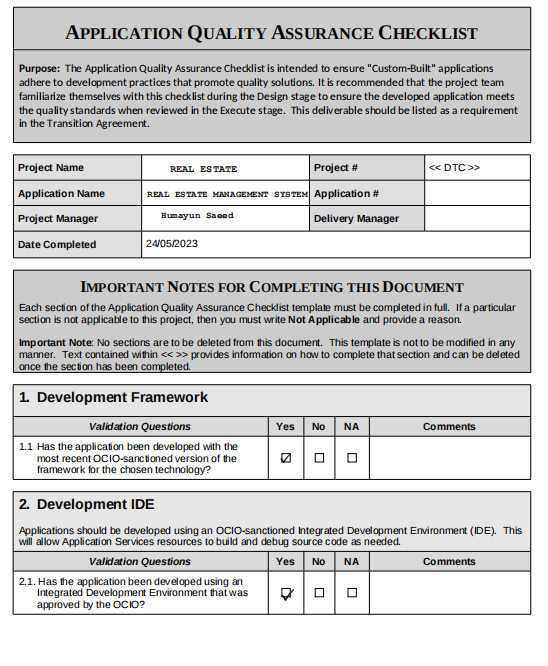 APPLICATION QUALITY ASSURANCE CHECKLIST
Purpose: The Application Quality Assurance Checklist is intended to ensure "Custom-Built" applications
adhere to development practices that promote quality solutions. It is recommended that the project team
familiarize themselves with this checklist during the Design stage to ensure the developed application meets
the quality standards when reviewed in the Execute stage. This deliverable should be listed as a requirement
in the Transition Agreement.
Project Name REAL ESTATE Project # << DTC >>
Application Name REAL ESTATE MANAGEMENT SYSTEM Application #
Project Manager Humayun Saeed Delivery Manager
Date Completed 24/05/2023
IMPORTANT NOTES FOR COMPLETING THIS DOCUMENT
Each section of the Application Quality Assurance Checklist template must be completed in full. If a particular
section is not applicable to this project, then you must write Not Applicable and provide a reason.
Important Note: No sections are to be deleted from this document. This template is not to be modified in any
manner. Text contained within << >> provides information on how to complete that section and can be deleted
once the section has been completed.
1. Development Framework
Validation Questions Yes No NA Comments
1.1 Has the application been developed with the
most recent OCIO-sanctioned version of the
framework for the chosen technology?
2. Development IDE
Applications should be developed using an OCIO-sanctioned Integrated Development Environment (IDE). This
will allow Application Services resources to build and debug source code as needed.
Validation Questions Yes No NA Comments
2.1. Has the application been developed using an
Integrated Development Environment that was
approved by the OCIO?